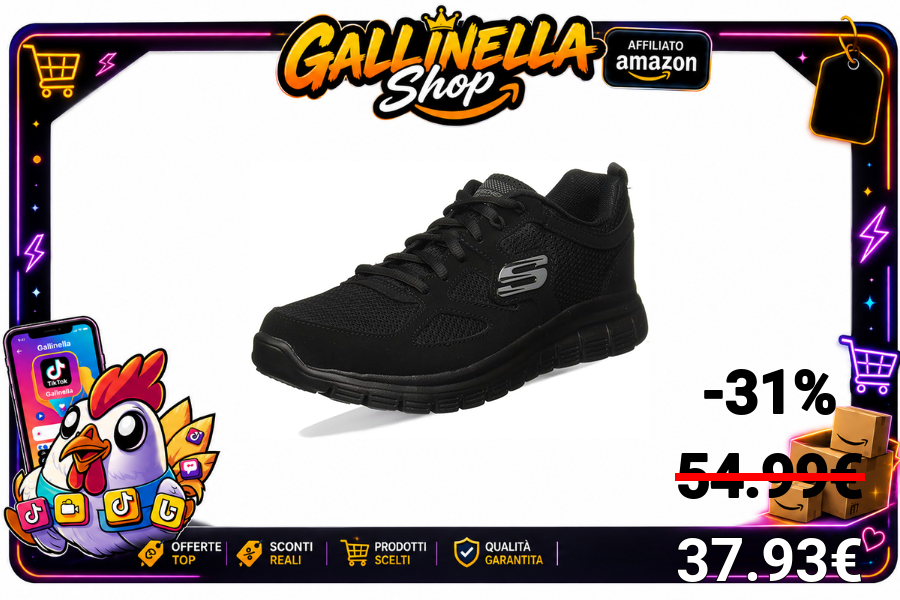 GALLINELLA
Shop
AFFILIATO
amazon
S
Gallinella
TikTok
Gallinella
-31%
54.99€
37.93€
OFFERTE
TOP
SCONTI
REALI
PRODOTTI
SCELTI
QUALITÀ
GARANTITA